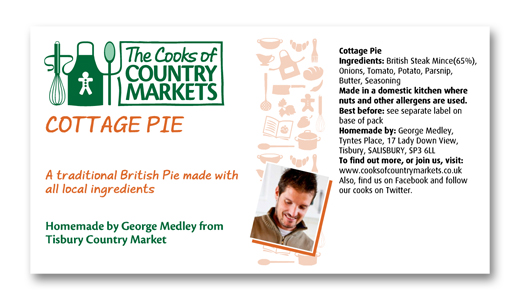 The Cooks of
COUNTRY
MARKETS
COTTAGE PIE
A traditional British Pie made with
all local ingredients
Homemade by George Medley from
Tisbury Country Market
Cottage Pie
Ingredients: British Steak Mince(65%),
Onions, Tomato, Potato, Parsnip,
Butter, Seasoning
Made in a domestic kitchen where
nuts and other allergens are used.
Best before: see separate label on
base of pack
Homemade by: George Medley,
Tyntes Place, 17 Lady Down View,
Tisbury, SALISBURY, SP3 6LL
To find out more, or join us, visit:
www.cooksofcountrymarkets.co.uk
Also, find us on Facebook and follow
our cooks on Twitter.